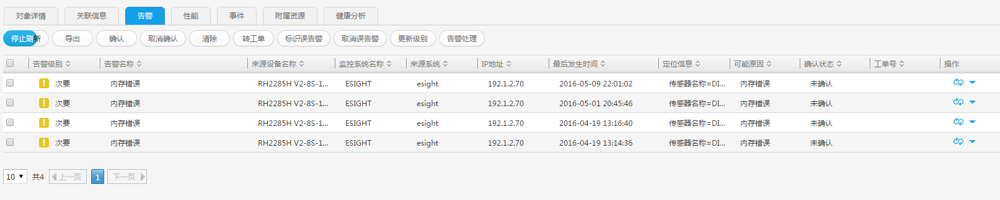 对象详情 关联信息 告警 性能 事件 附属资源 健康分析
停止刷新 导出 确认 取消确认 清除 转工单 标识误告警 取消误告警 更新级别 告警处理
告警级别 告警名称 来源设备名称 监控系统名称 来源系统 IP地址 最后发生时间 定位信息 可能原因 确认状态 工单号 操作
次要 内存错误 RH2285H V2-8S-1... ESIGHT esight 192.1.2.70 2016-05-09 22:01:02 传感器名称=DI... 内存错误 未确认
次要 内存错误 RH2285H V2-8S-1... ESIGHT esight 192.1.2.70 2016-05-01 20:45:46 传感器名称=DI... 内存错误 未确认
次要 内存错误 RH2285H V2-8S-1... ESIGHT esight 192.1.2.70 2016-04-19 13:16:40 传感器名称=DI... 内存错误 未确认
次要 内存错误 RH2285H V2-8S-1... ESIGHT esight 192.1.2.70 2016-04-19 13:14:36 传感器名称=DI... 内存错误 未确认
10 共4 上一页 1 下一页